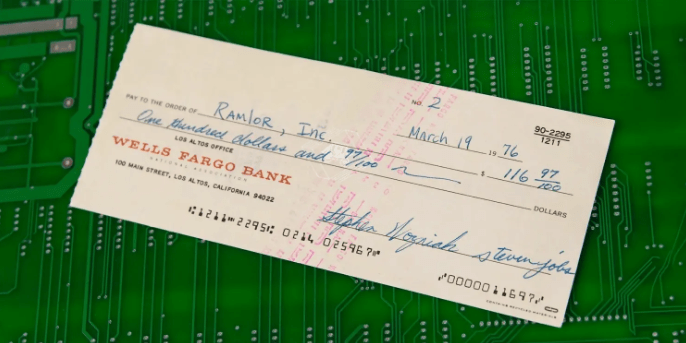 NO. 2
90-2295
1211
PAY TO THE ORDER OF RAMLOR, Inc
March 19 1976
One Hundred dollars and 97/100 $ 116 97/100
DOLLARS
LOS ALTOS OFFICE
WELLS FARGO BANK
NATIONAL ASSOCIATION
100 MAIN STREET, LOS ALTOS, CALIFORNIA 94022
Stephen Wozniak steven jobs
⑆1211⑉2295⑆ 0214 025967⑈ ⑈0000011697⑈